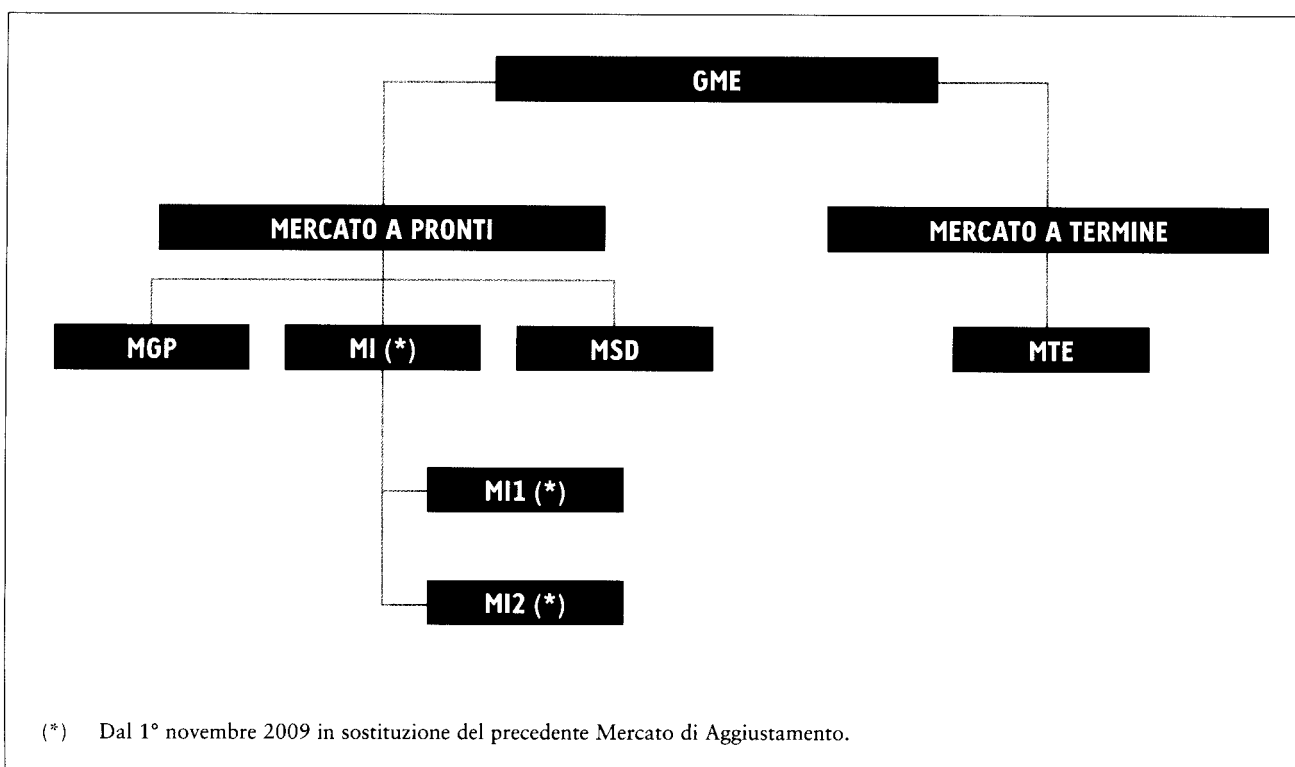 GME
MERCATO A PRONTI
MERCATO A TERMINE
MGP
MI (*)
MSD
MTE
MI1 (*)
MI2 (*)
(*) Dal 1° novembre 2009 in sostituzione del precedente Mercato di Aggiustamento.